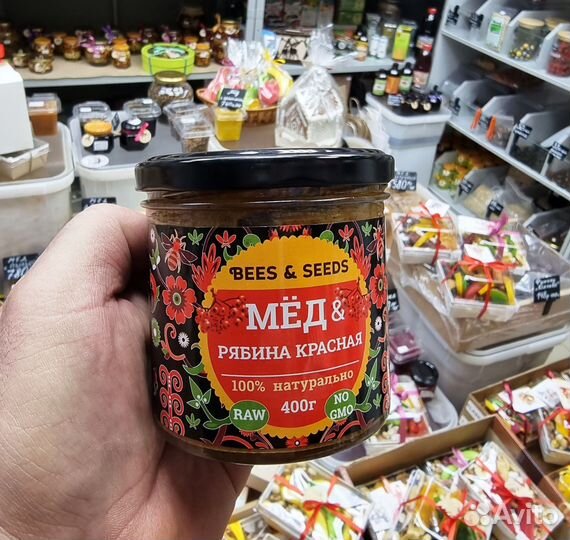 BEES & SEEDS
МЁД &
РЯБИНА КРАСНАЯ
100% натурально
RAW
400г
NO
GMO
Avito